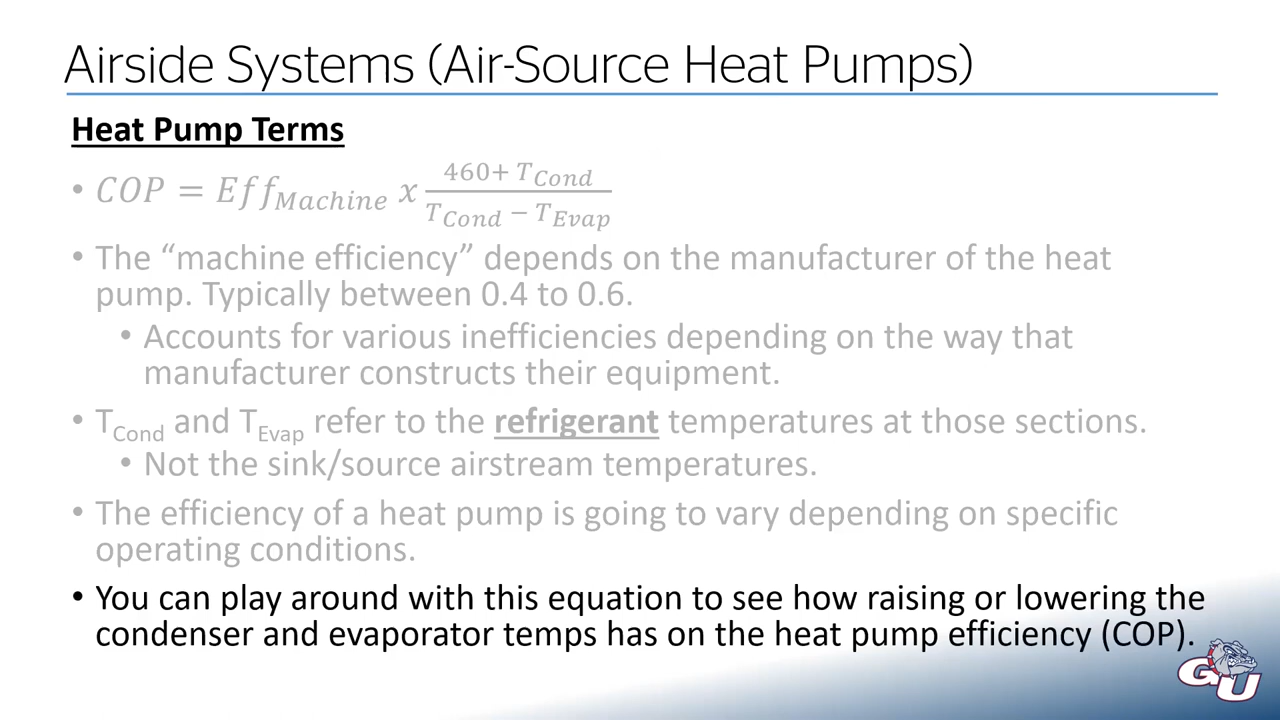 Airside Systems (Air-Source Heat Pumps)
Heat Pump Terms
• COP = Eff_Machine x (460+ T_Cond)/(T_Cond − T_Evap)
• The “machine efficiency” depends on the manufacturer of the heat
pump. Typically between 0.4 to 0.6.
• Accounts for various inefficiencies depending on the way that
manufacturer constructs their equipment.
• T_Cond and T_Evap refer to the refrigerant temperatures at those sections.
• Not the sink/source airstream temperatures.
• The efficiency of a heat pump is going to vary depending on specific
operating conditions.
• You can play around with this equation to see how raising or lowering the
condenser and evaporator temps has on the heat pump efficiency (COP).
GU